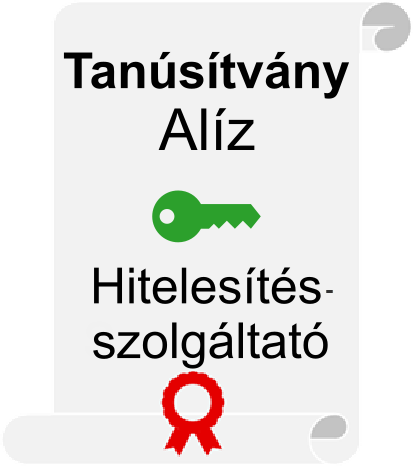 Tanúsítvány
Alíz
Hitelesítés-
szolgáltató